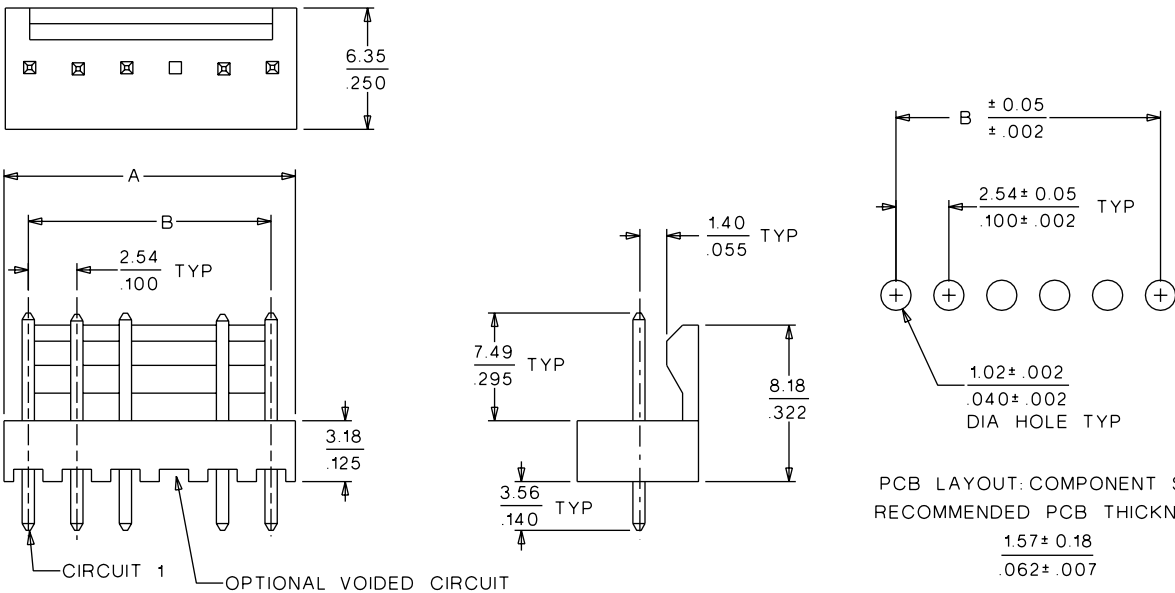 6.35
.250
A
B
2.54
.100
TYP
CIRCUIT 1
OPTIONAL VOIDED CIRCUIT
3.18
.125
1.40
.055
TYP
7.49
.295
TYP
8.18
.322
3.56
.140
TYP
B ± 0.05
± .002
2.54± 0.05
.100± .002
TYP
1.02± .002
.040± .002
DIA HOLE TYP
PCB LAYOUT: COMPONENT S
RECOMMENDED PCB THICKN
1.57± 0.18
.062± .007